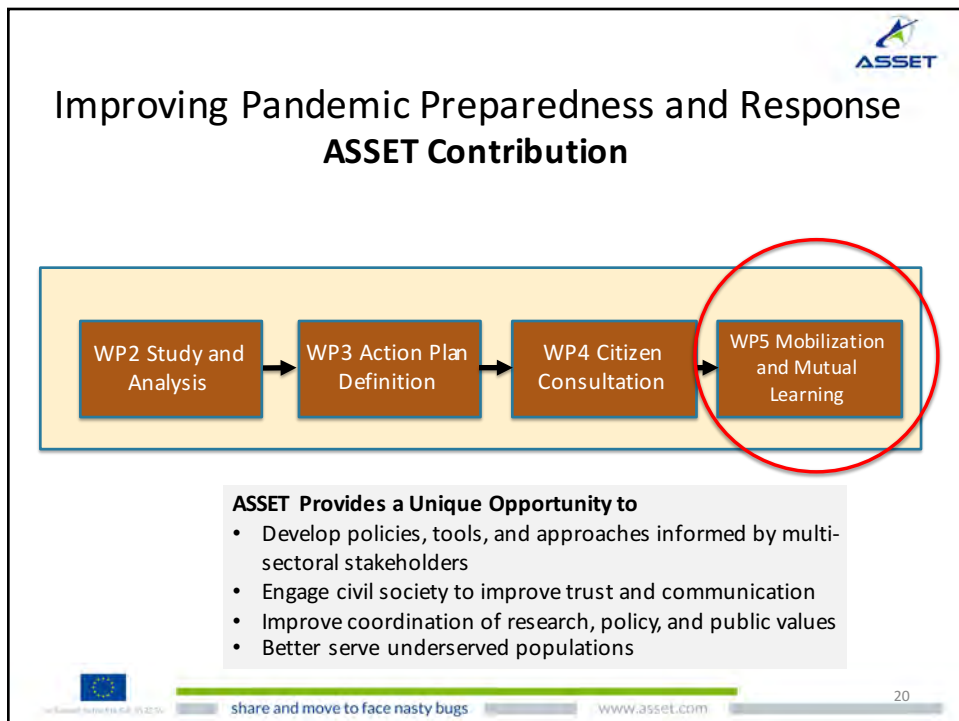 ASSET
Improving Pandemic Preparedness and Response
ASSET Contribution
WP2 Study and
Analysis
WP3 Action Plan
Definition
WP4 Citizen
Consultation
WP5 Mobilization
and Mutual
Learning
ASSET Provides a Unique Opportunity to
• Develop policies, tools, and approaches informed by multi-
sectoral stakeholders
• Engage civil society to improve trust and communication
• Improve coordination of research, policy, and public values
• Better serve underserved populations
share and move to face nasty bugs
www.asset.com
20